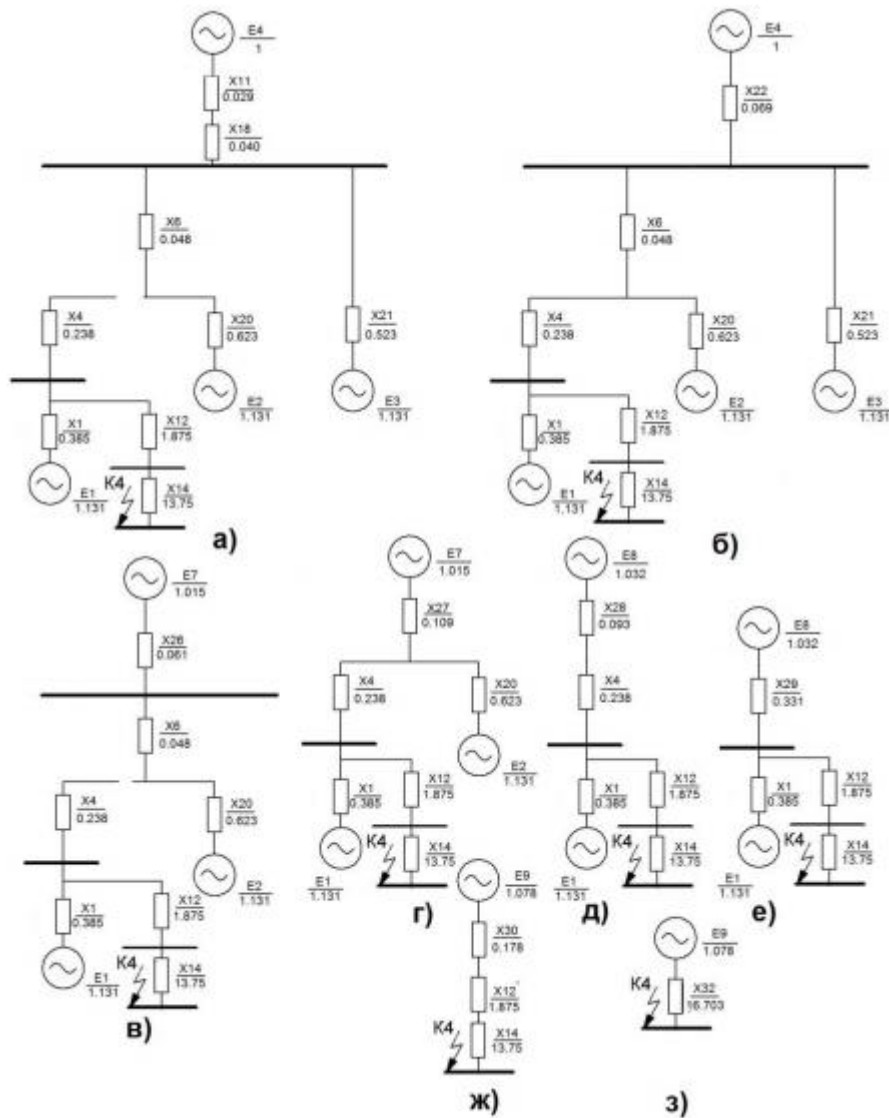 E4
1
X11
0.029
X18
0.040
X6
0.048
X4
0.238
X20
0.623
X21
0.523
E2
1.131
E3
1.131
X1
0.385
X12
1.875
K4
X14
13.75
E1
1.131
а)
E4
1
X22
0.069
X6
0.048
X4
0.238
X20
0.623
X21
0.523
E2
1.131
E3
1.131
X1
0.385
X12
1.875
K4
X14
13.75
E1
1.131
б)
E7
1.015
X26
0.061
X6
0.048
X4
0.238
X20
0.623
E2
1.131
X1
0.385
X12
1.875
K4
X14
13.75
E1
1.131
в)
E7
1.015
X27
0.109
X4
0.238
X20
0.623
E2
1.131
X1
0.385
X12
1.875
K4
X14
13.75
E1
1.131
г)
E8
1.032
X28
0.093
X4
0.238
X1
0.385
X12
1.875
K4
X14
13.75
E1
1.131
д)
E8
1.032
X29
0.331
X1
0.385
X12
1.875
K4
X14
13.75
E1
1.131
е)
E9
1.078
X30
0.178
X12
1.875
K4
X14
13.75
ж)
E9
1.078
K4
X32
16.703
з)